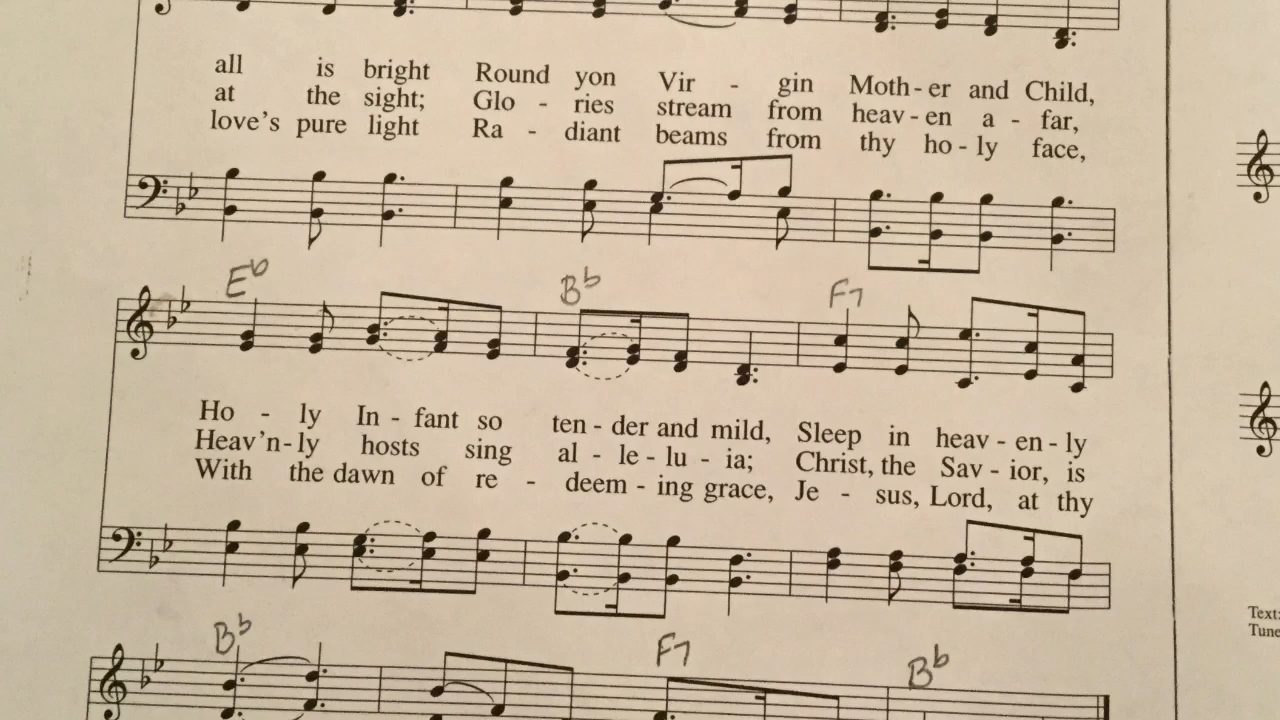 all is bright Round yon Vir - gin Moth - er and Child,
at the sight; Glo - ries stream from heav - en a - far,
love's pure light Ra - diant beams from thy ho - ly face,
E♭ B♭ F7
Ho - ly In - fant so ten - der and mild, Sleep in heav - en - ly
Heav'n - ly hosts sing al - le - lu - ia; Christ, the Sav - ior, is
With the dawn of re - deem - ing grace, Je - sus, Lord, at thy
B♭ F7 B♭
Text:
Tune